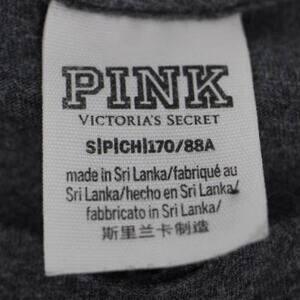 PINK
VICTORIA'S SECRET
S|P|CH|170/88A
made in Sri Lanka/fabriqué au
Sri Lanka/hecho en Sri Lanka/
fabbricato in Sri Lanka/
斯里兰卡制造